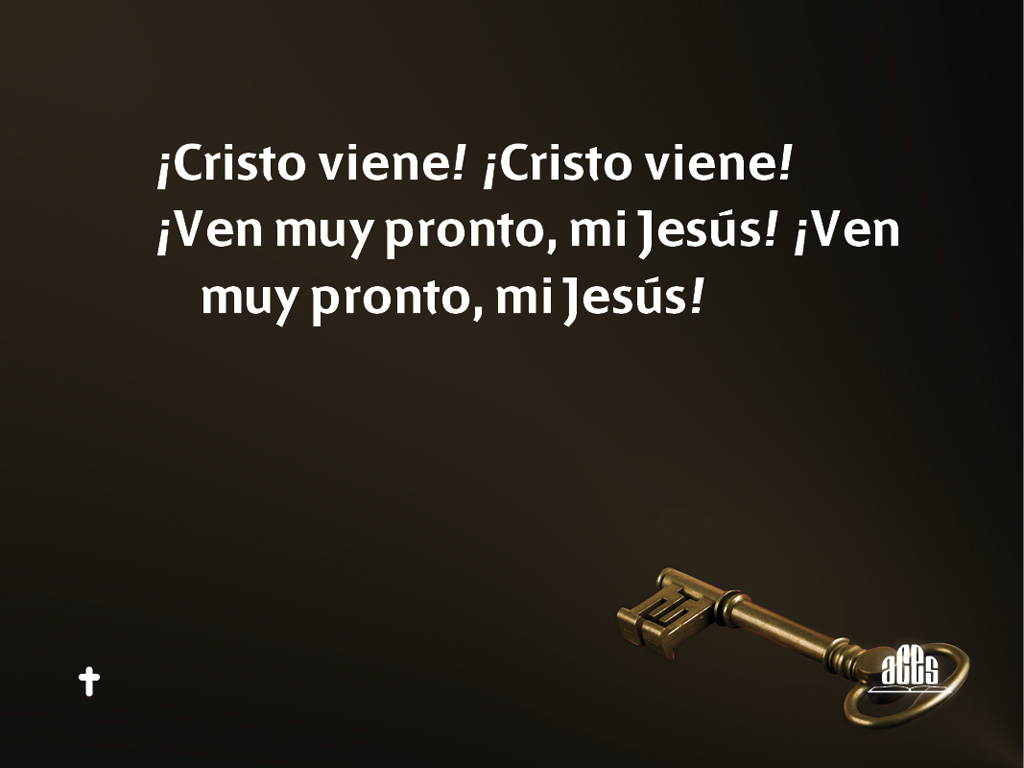 ¡Cristo viene! ¡Cristo viene!
¡Ven muy pronto, mi Jesús! ¡Ven
muy pronto, mi Jesús!
aces